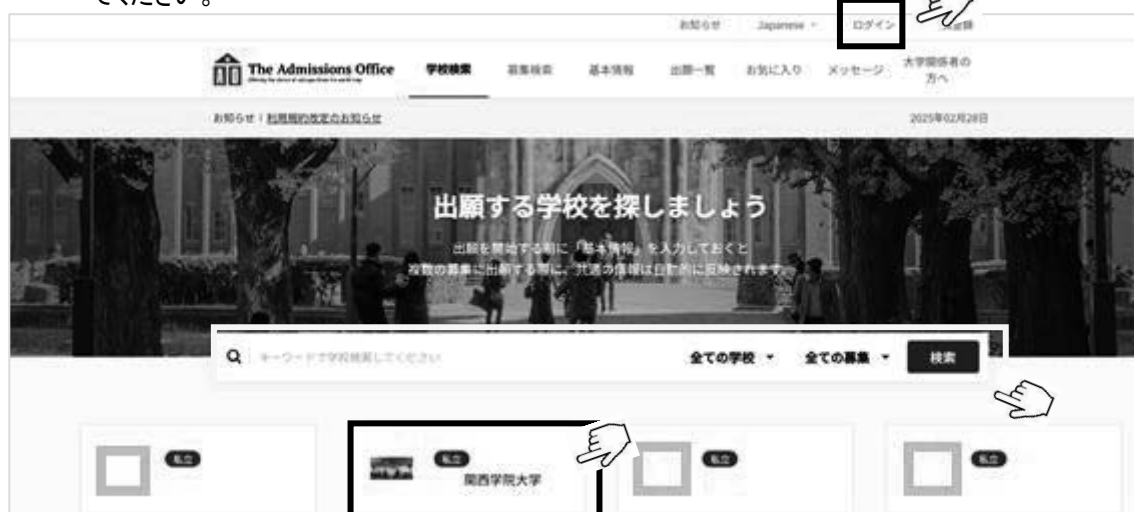 てください。
お知らせ Japanese ログイン
The Admissions Office 学校検索 募集検索 基本情報 出願一覧 お気に入り メッセージ 大学関係者の
方へ
お知らせ | 利用規約改定のお知らせ 2025年02月28日
出願する学校を探しましょう
出願を開始する前に「基本情報」を入力しておくと
複数の募集に出願する際に、共通の情報は自動的に反映されます。
キーワードで学校検索してください 全ての学校 全ての募集 検索
私立 私立 私立 私立
関西学院大学